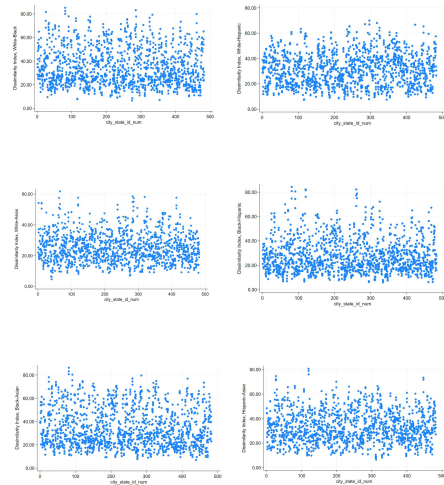 80.00
60.00
40.00
20.00
0.00
Dissimilarity Index, White-Black
0 100 200 300 400 500
city_state_id_num
80.00
60.00
40.00
20.00
0.00
Dissimilarity Index, White-Hispanic
0 100 200 300 400 500
city_state_id_num
60.00
40.00
20.00
0.00
Dissimilarity Index, White-Asian
0 100 200 300 400 500
city_state_id_num
80.00
60.00
40.00
20.00
0.00
Dissimilarity Index, Black-Hispanic
0 100 200 300 400 500
city_state_id_num
80.00
60.00
40.00
20.00
0.00
Dissimilarity Index, Black-Asian
0 100 200 300 400 500
city_state_id_num
80.00
60.00
40.00
20.00
0.00
Dissimilarity Index, Hispanic-Asian
0 100 200 300 400 500
city_state_id_num